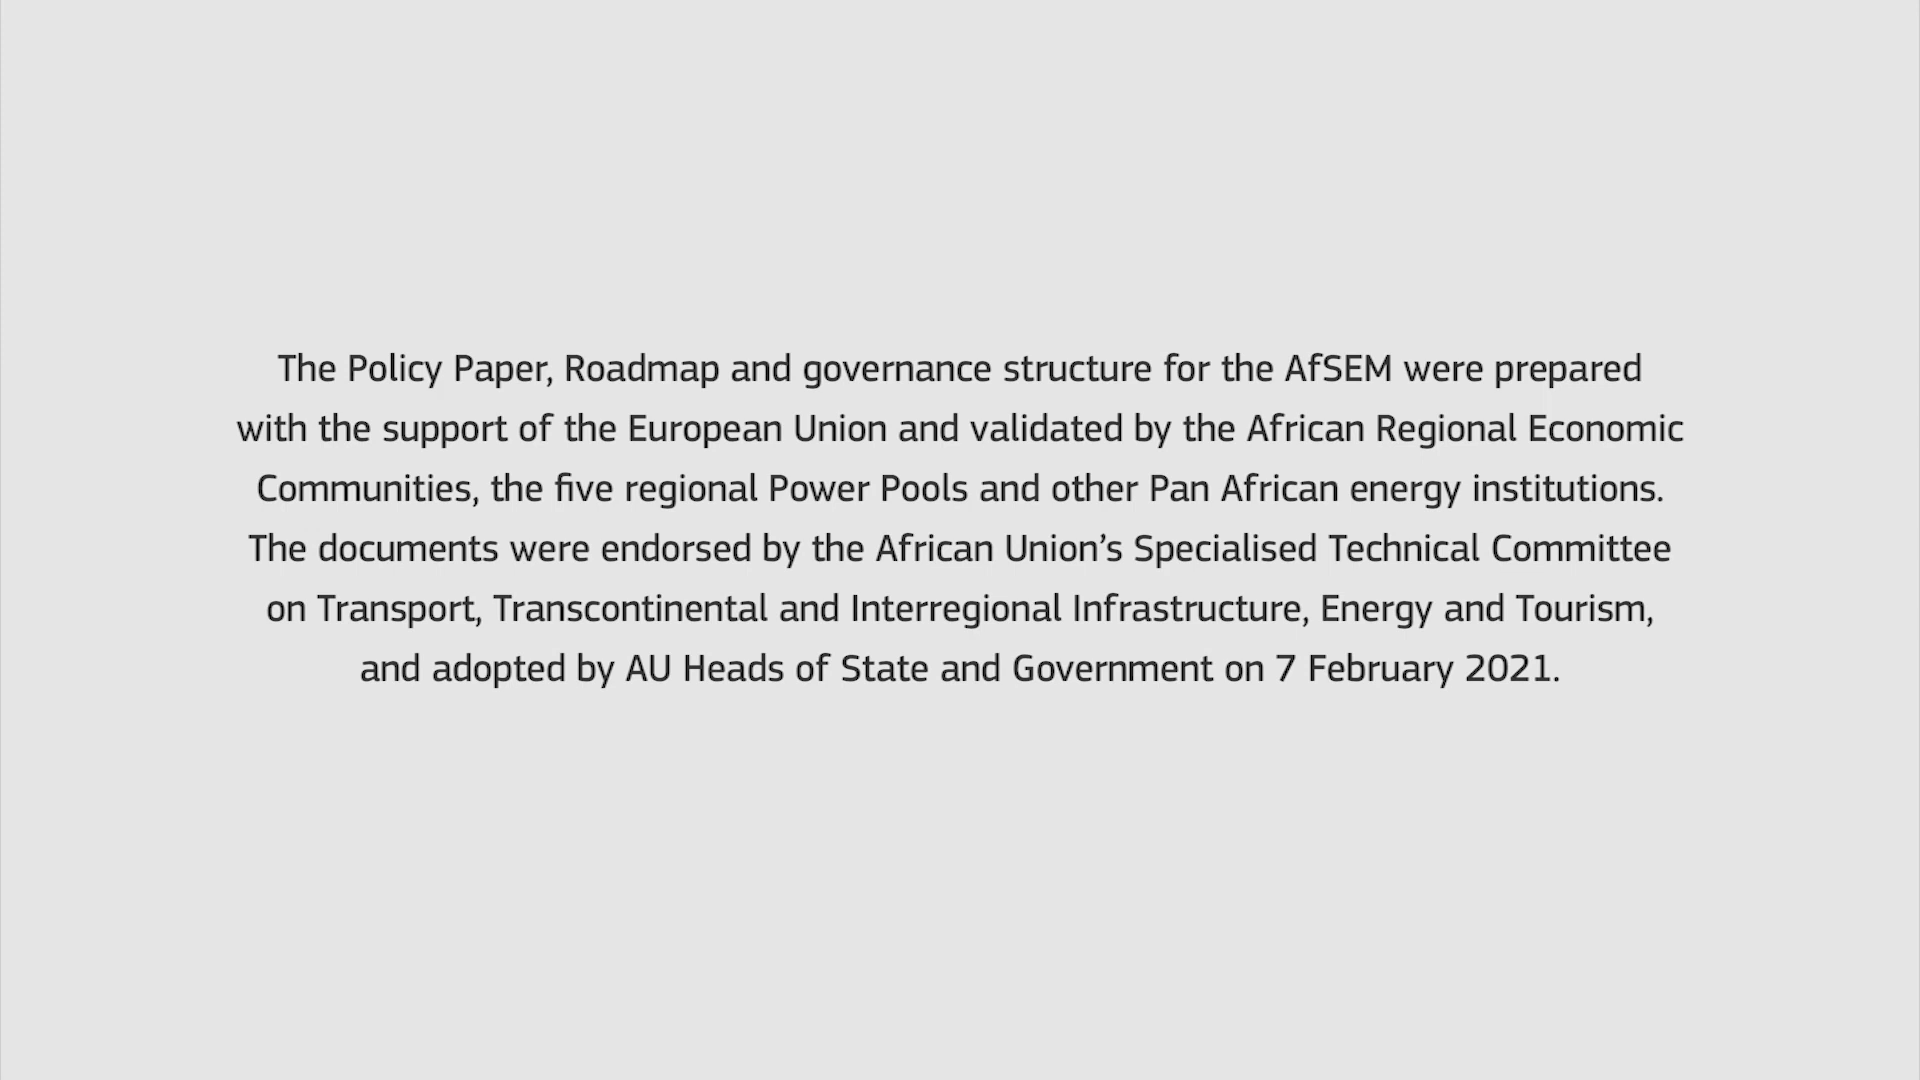 The Policy Paper, Roadmap and governance structure for the AfSEM were prepared
with the support of the European Union and validated by the African Regional Economic
Communities, the five regional Power Pools and other Pan African energy institutions.
The documents were endorsed by the African Union’s Specialised Technical Committee
on Transport, Transcontinental and Interregional Infrastructure, Energy and Tourism,
and adopted by AU Heads of State and Government on 7 February 2021.